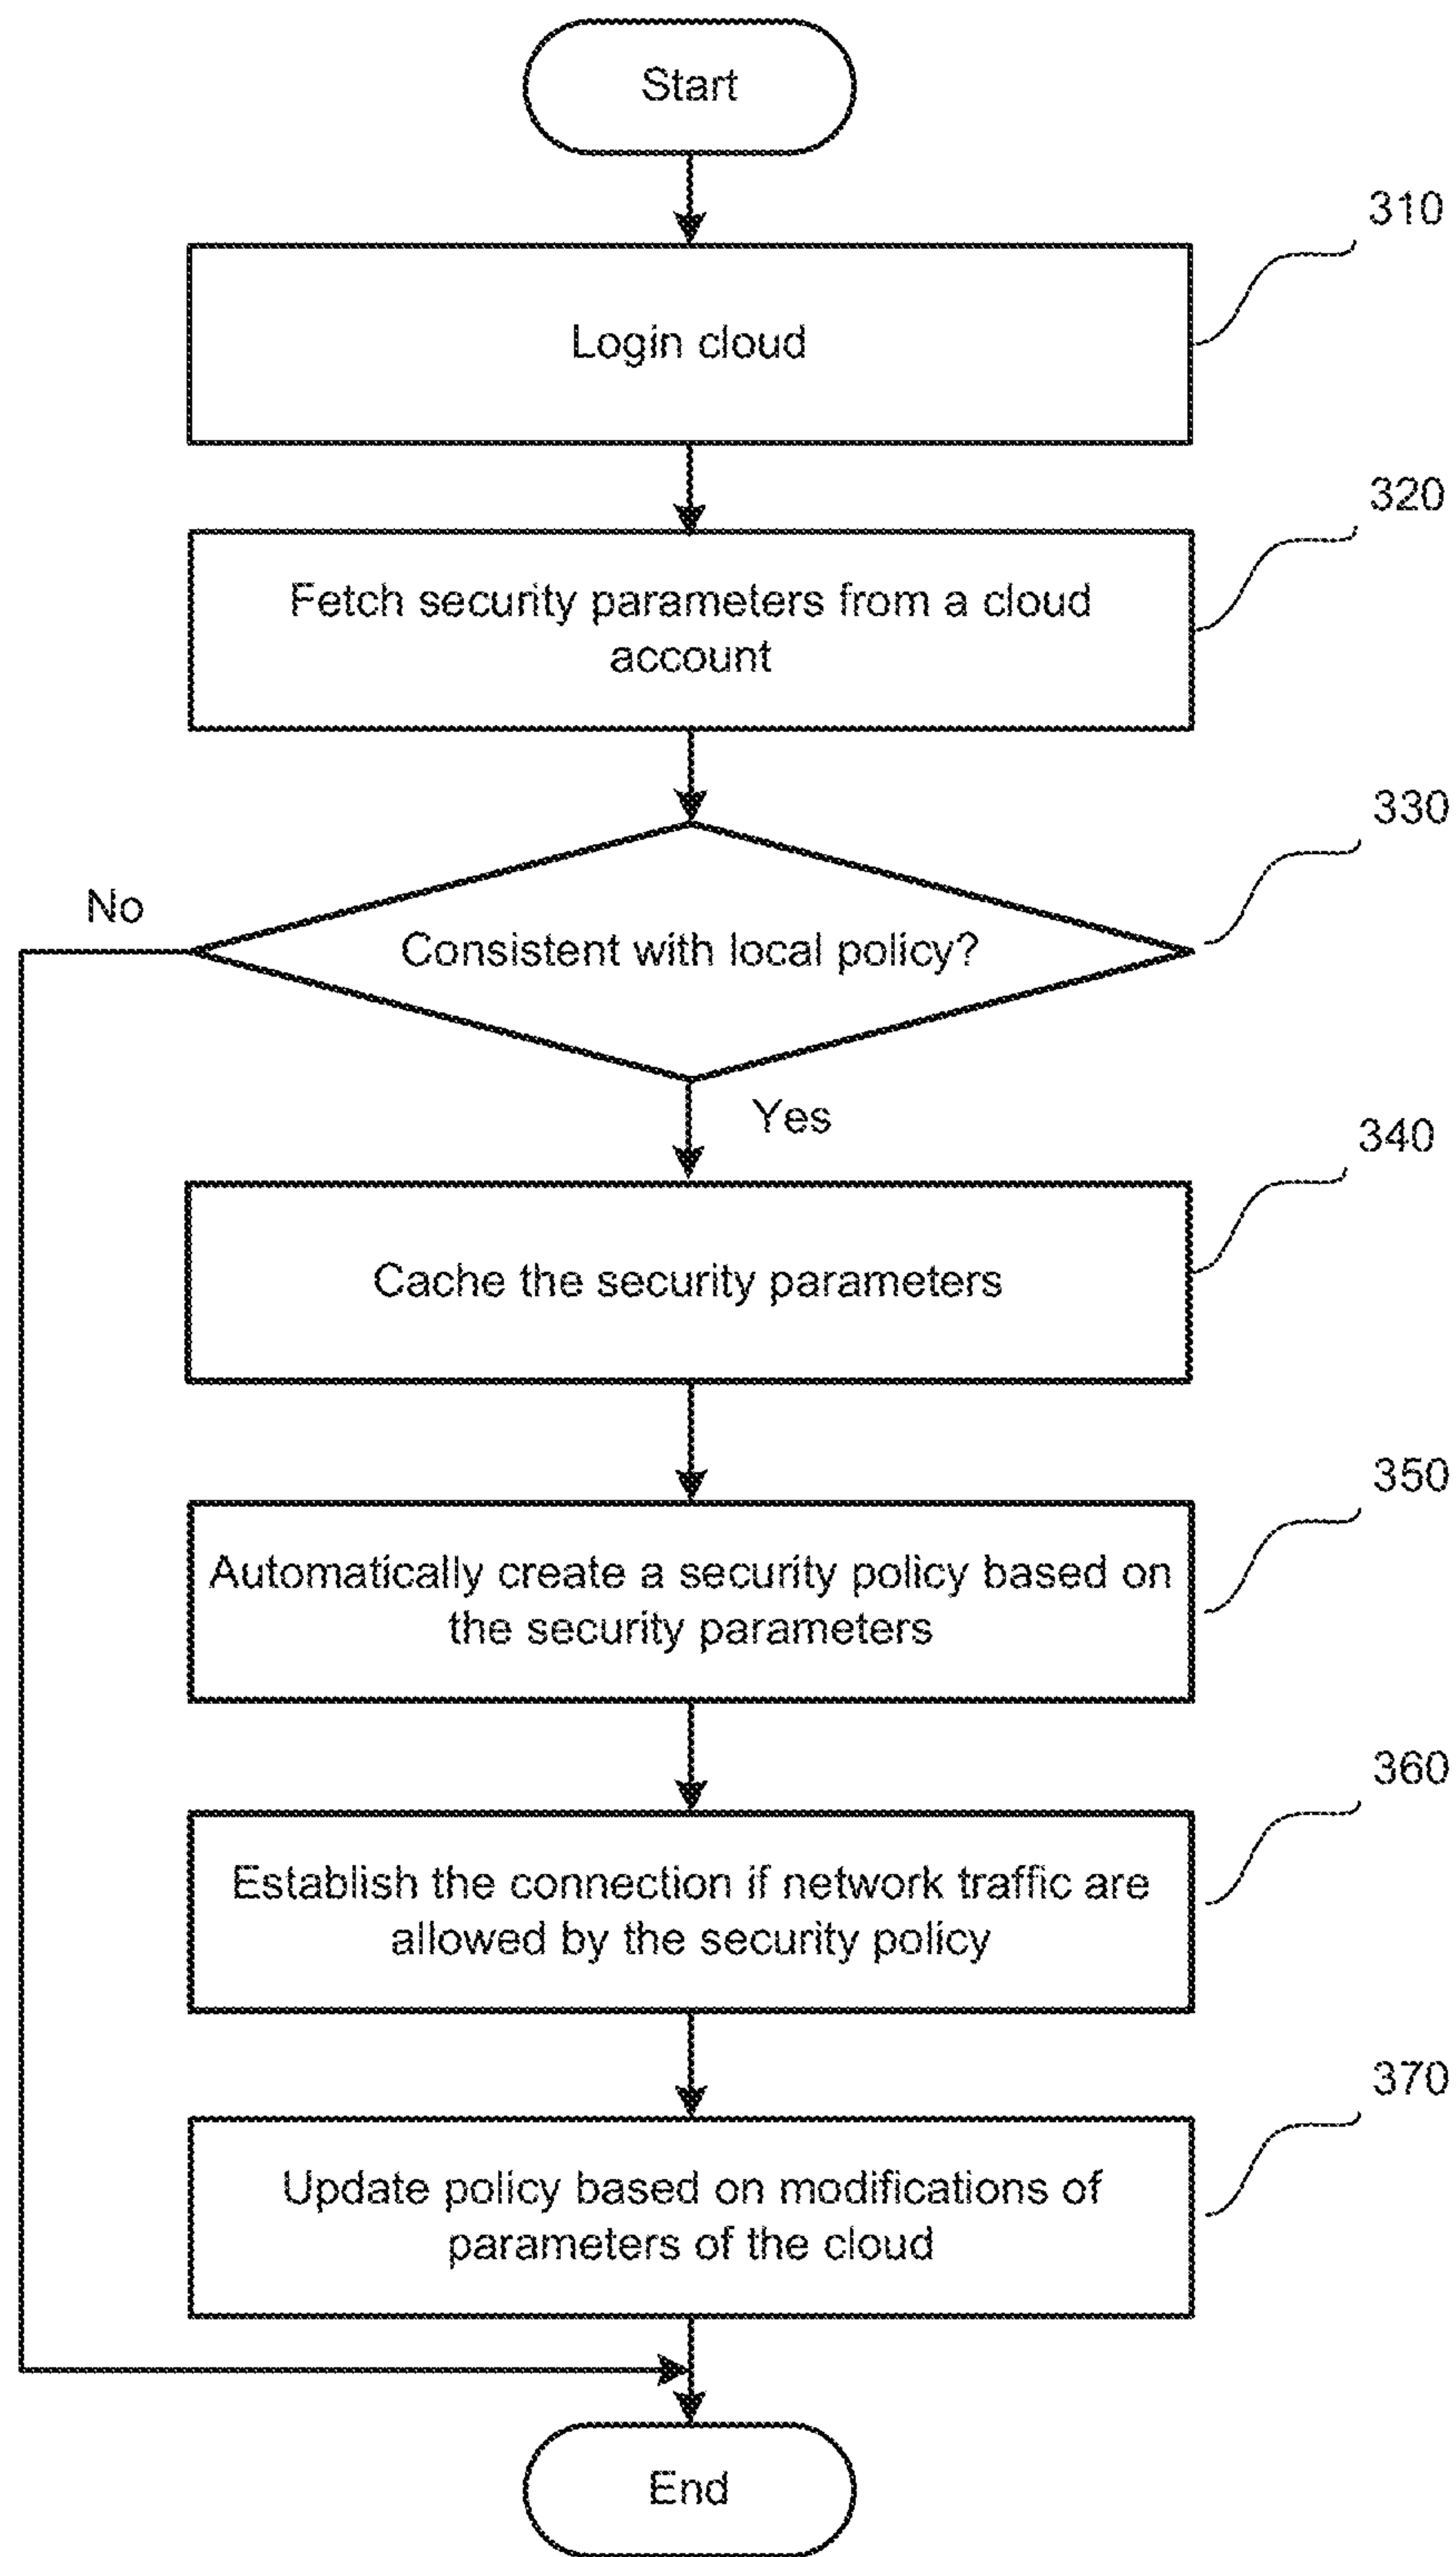 Start
310
Login cloud
320
Fetch security parameters from a cloud
account
330
No
Consistent with local policy?
Yes
340
Cache the security parameters
350
Automatically create a security policy based on
the security parameters
360
Establish the connection if network traffic are
allowed by the security policy
370
Update policy based on modifications of
parameters of the cloud
End